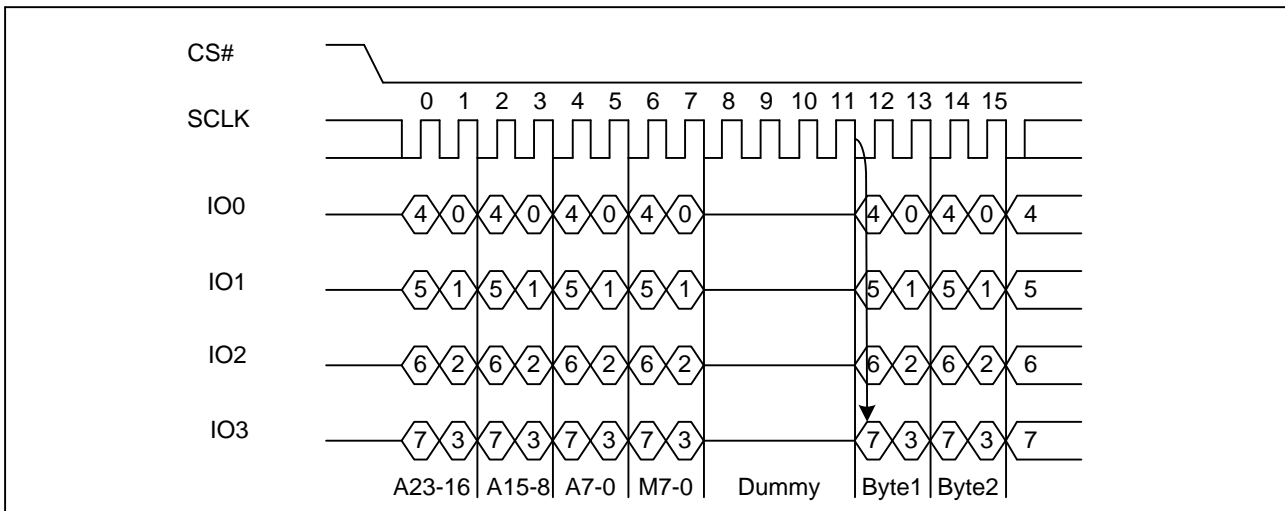 CS#
0 1 2 3 4 5 6 7 8 9 10 11 12 13 14 15
SCLK
IO0 4 0 4 0 4 0 4 0 4 0 4 0 4
IO1 5 1 5 1 5 1 5 1 5 1 5 1 5
IO2 6 2 6 2 6 2 6 2 6 2 6 2 6
IO3 7 3 7 3 7 3 7 3 7 3 7 3 7
A23-16 A15-8 A7-0 M7-0 Dummy Byte1 Byte2